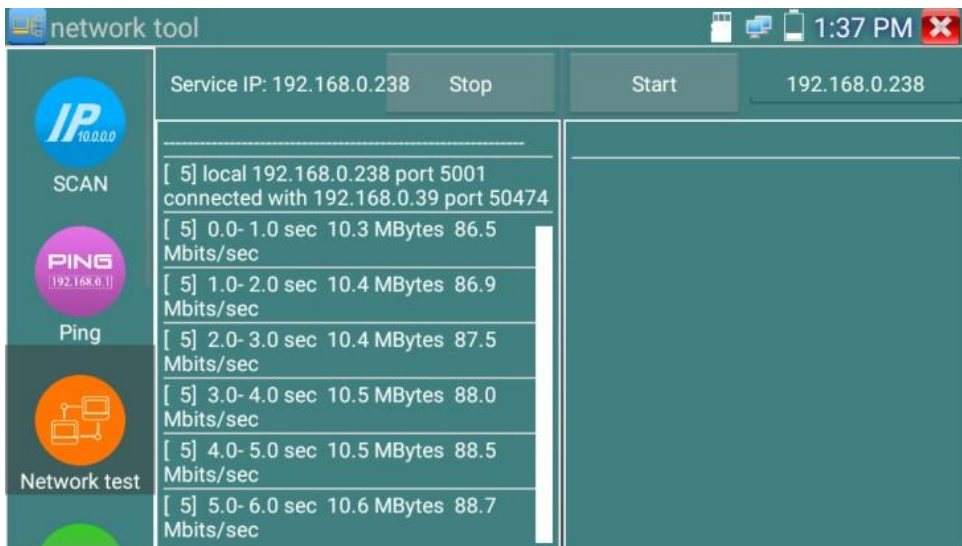 network tool
1:37 PM
IP
10.0.0.0
SCAN
PING
192.168.0.1
Ping
Network test
Service IP: 192.168.0.238
Stop
Start
192.168.0.238
------------------------------------------------------------
[ 5] local 192.168.0.238 port 5001
connected with 192.168.0.39 port 50474
[ 5] 0.0- 1.0 sec 10.3 MBytes 86.5
Mbits/sec
[ 5] 1.0- 2.0 sec 10.4 MBytes 86.9
Mbits/sec
[ 5] 2.0- 3.0 sec 10.4 MBytes 87.5
Mbits/sec
[ 5] 3.0- 4.0 sec 10.5 MBytes 88.0
Mbits/sec
[ 5] 4.0- 5.0 sec 10.5 MBytes 88.5
Mbits/sec
[ 5] 5.0- 6.0 sec 10.6 MBytes 88.7
Mbits/sec